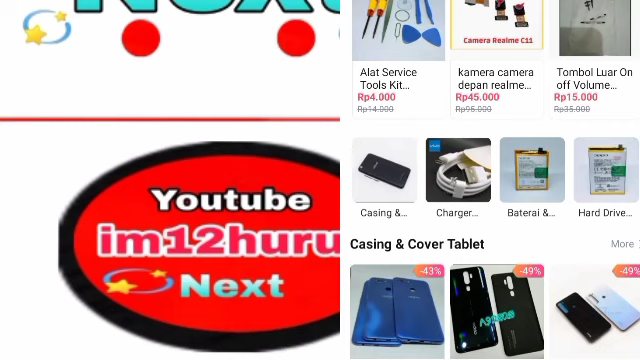 Next
Youtube
im12huru
Next
Camera Realme C11
Alat Service
Tools Kit...
Rp4.000
Rp14.000
kamera camera
depan realme...
Rp45.000
Rp95.000
Tombol Luar On
off Volume...
Rp15.000
Rp35.000
Casing &...
Charger...
Baterai &...
Hard Drive...
Casing & Cover Tablet
More
-43%
-49%
-49%